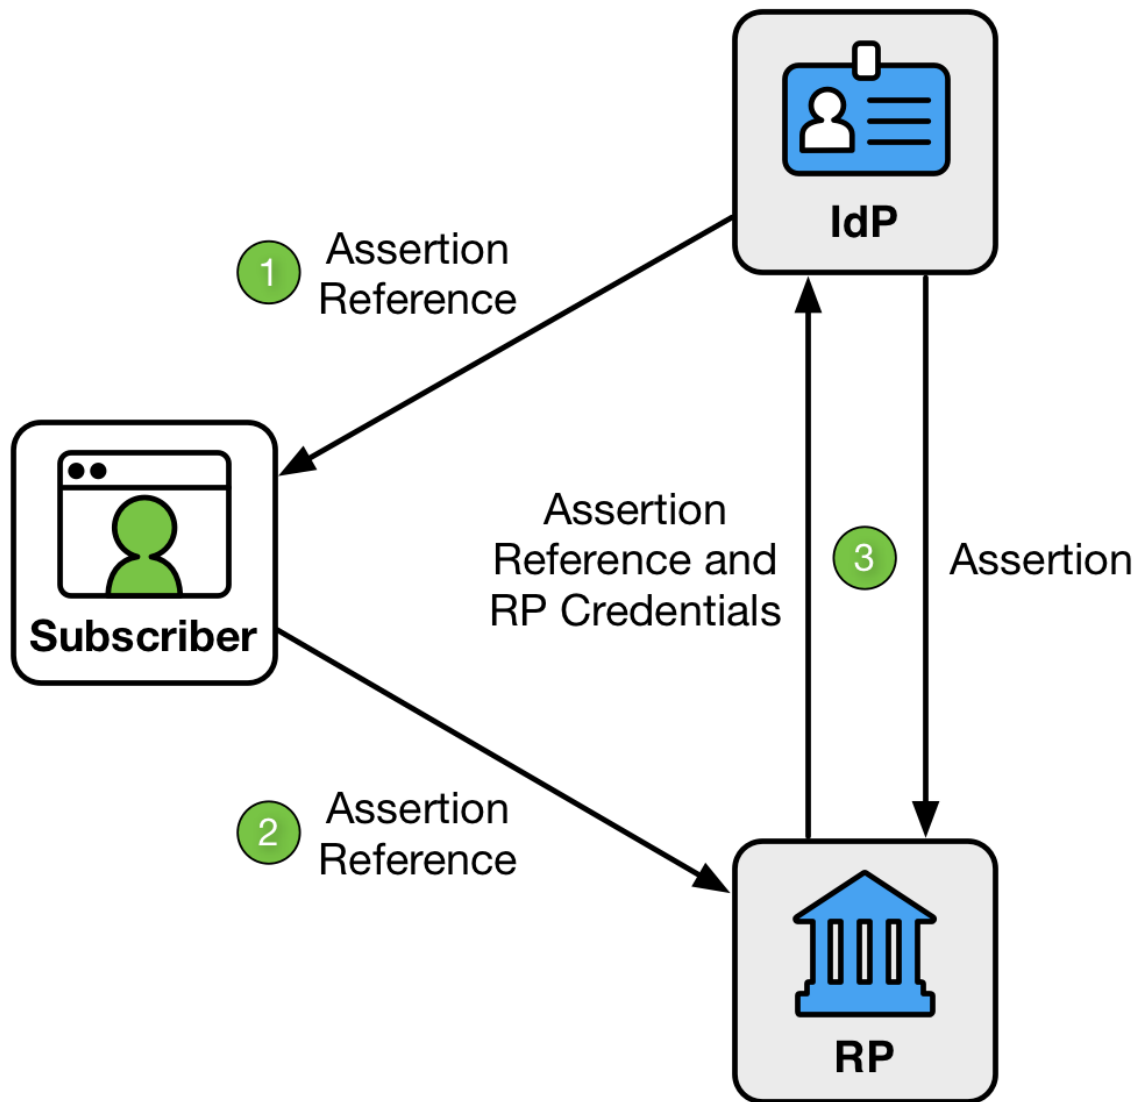 IdP
1
Assertion
Reference
Assertion
Reference and
RP Credentials
3
Assertion
Subscriber
2
Assertion
Reference
RP